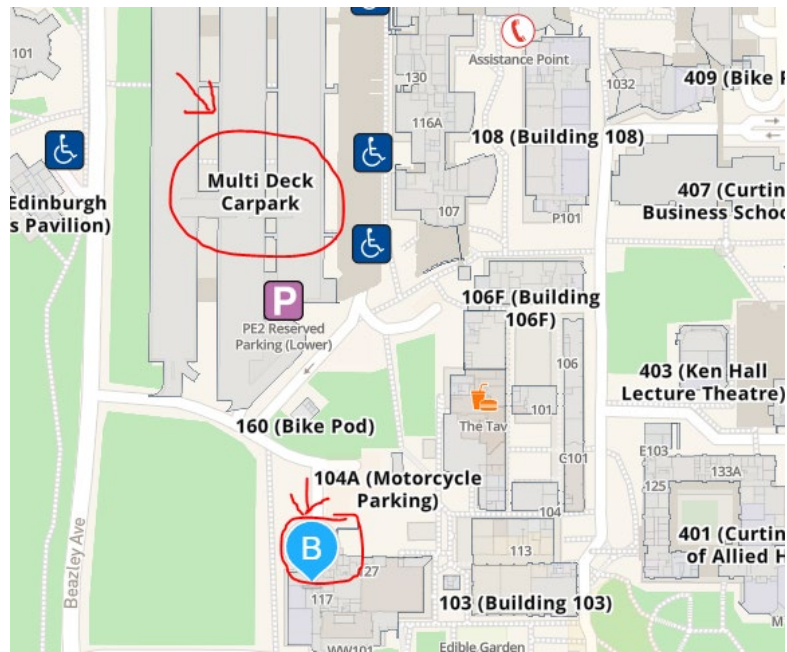 101
130
Assistance Point
1032
409 (Bike P
116A
108 (Building 108)
Multi Deck
Carpark
Edinburgh
s Pavilion)
107
P101
407 (Curtin
Business Schoo
P
PE2 Reserved
Parking (Lower)
106F (Building
106F)
106
403 (Ken Hall
Lecture Theatre)
101
The Tav
160 (Bike Pod)
C101
E103
133A
125
104A (Motorcycle
Parking)
104
B
113
401 (Curtin
of Allied H
127
117
103 (Building 103)
Beazley Ave
WW101
Edible Garden
M